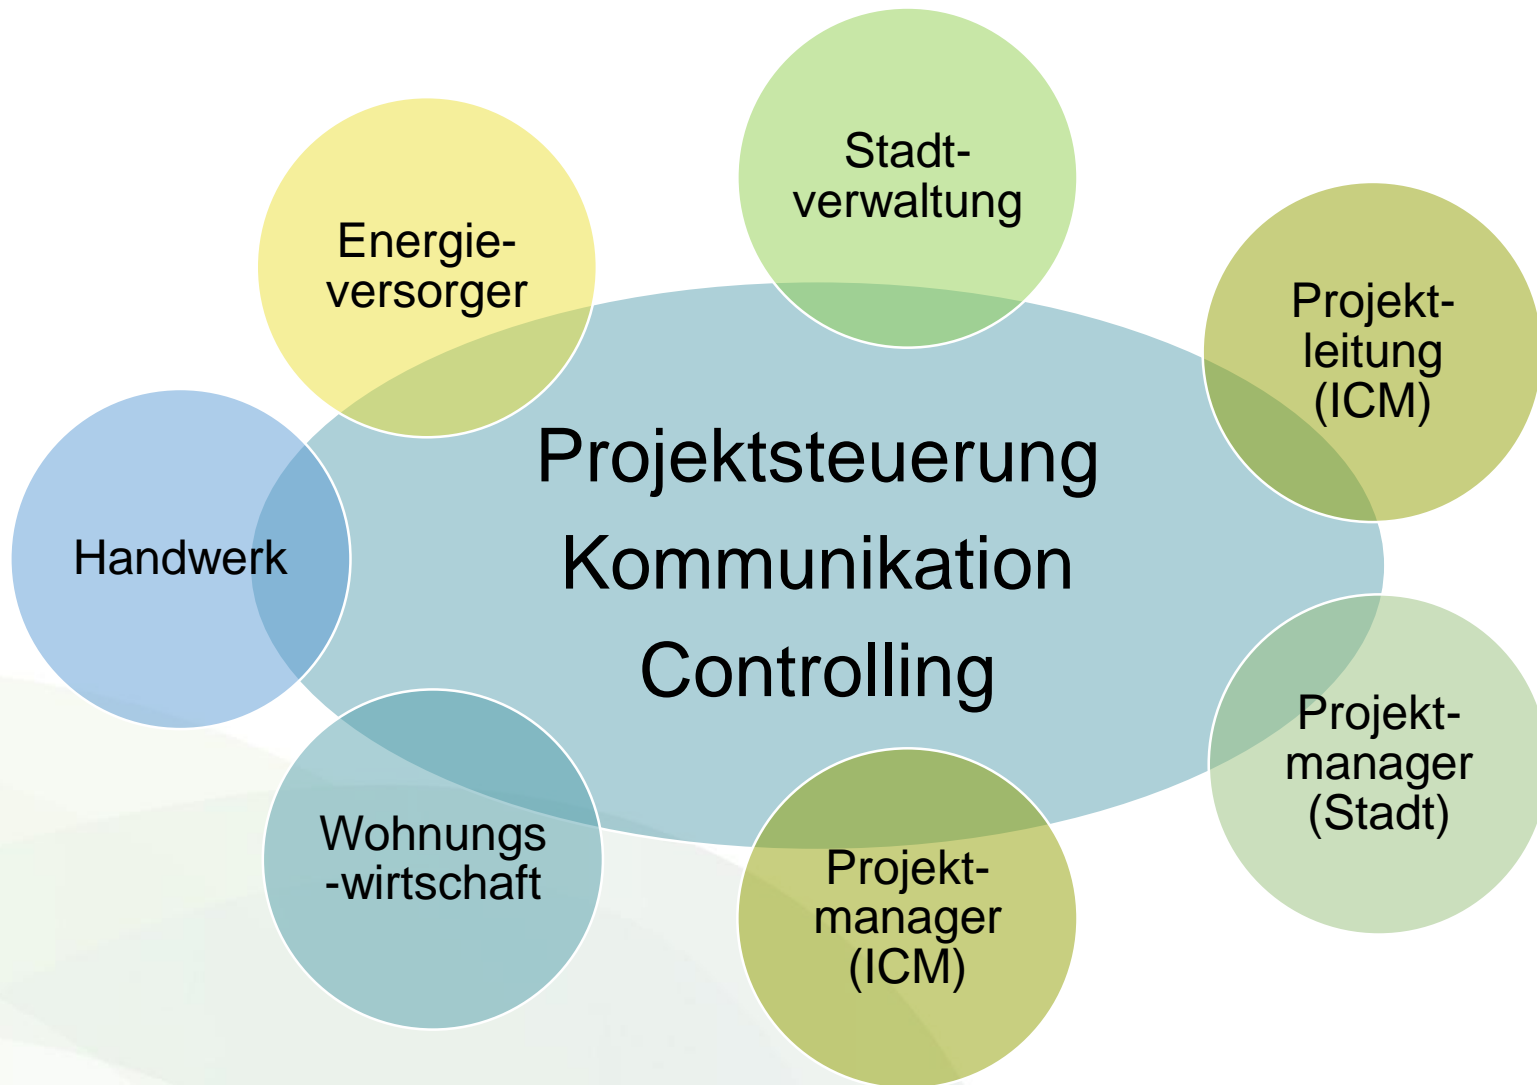 Stadt-
verwaltung
Energie-
versorger
Projekt-
leitung
(ICM)
Projektsteuerung
Kommunikation
Controlling
Handwerk
Projekt-
manager
(Stadt)
Wohnungs
-wirtschaft
Projekt-
manager
(ICM)